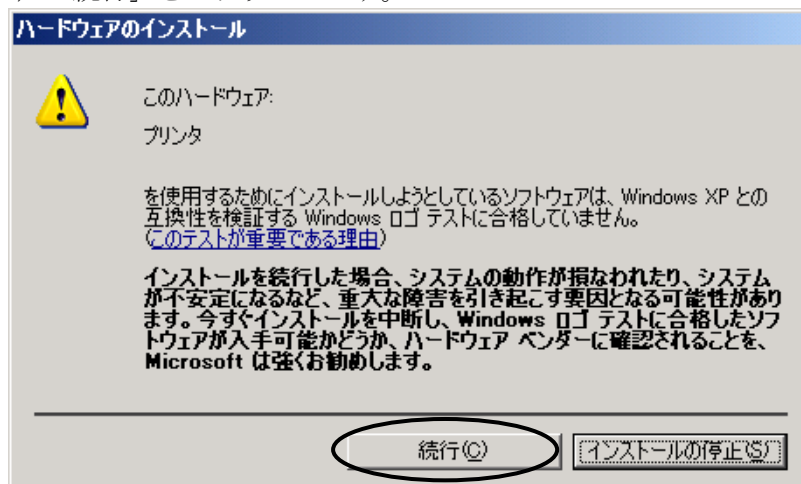 ハードウェアのインストール
このハードウェア:
プリンタ
を使用するためにインストールしようとしているソフトウェアは、Windows XP との
互換性を検証する Windows ロゴ テストに合格していません。
(このテストが重要である理由)
インストールを続行した場合、システムの動作が損なわれたり、システム
が不安定になるなど、重大な障害を引き起こす要因となる可能性があり
ます。今すぐインストールを中断し、Windows ロゴ テストに合格したソフ
トウェアが入手可能かどうか、ハードウェア ベンダーに確認されることを、
Microsoft は強くお勧めします。
続行(C)
インストールの停止(S)